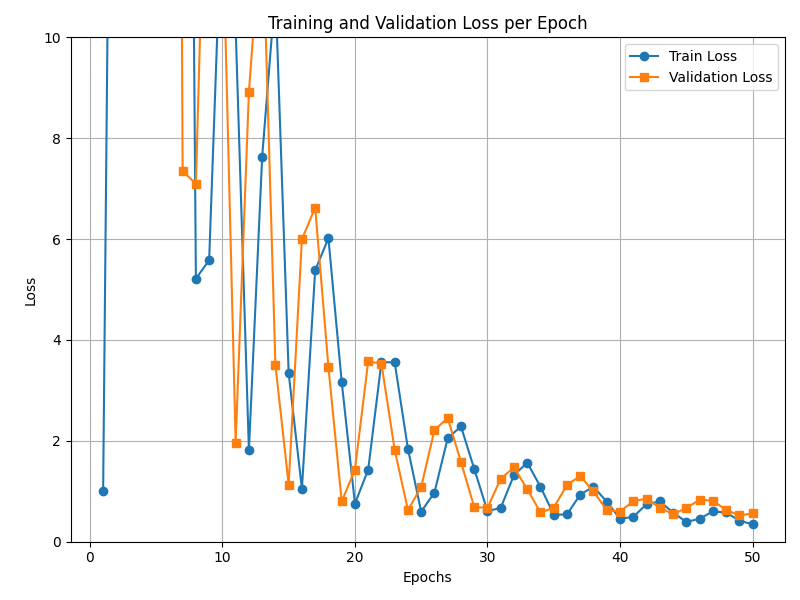 Training and Validation Loss per Epoch
Train Loss
Validation Loss
Loss
10
8
6
4
2
0
0 10 20 30 40 50
Epochs